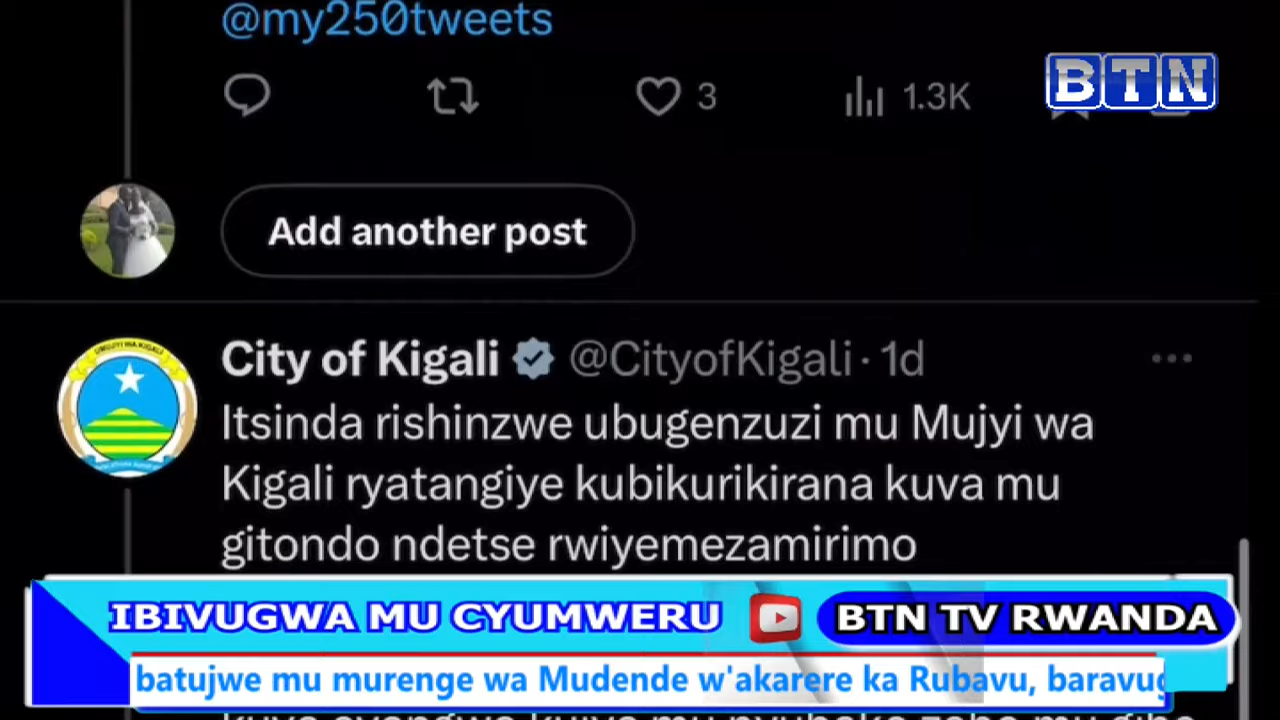 @my250tweets
3
1.3K
BTN
Add another post
City of Kigali @CityofKigali · 1d
Itsinda rishinzwe ubugenzuzi mu Mujyi wa
Kigali ryatangiye kubikurikirana kuva mu
gitondo ndetse rwiyemezamirimo
IBIVUGWA MU CYUMWERU
BTN TV RWANDA
batujwe mu murenge wa Mudende w'akarere ka Rubavu,